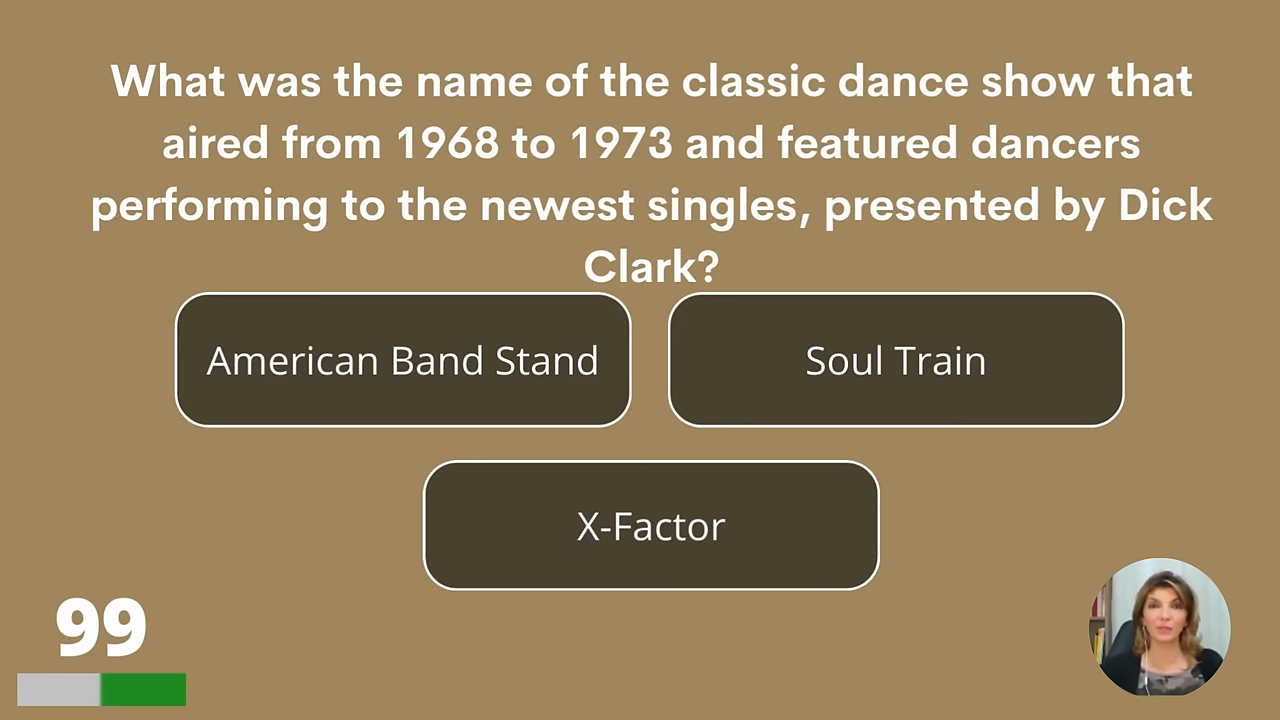 What was the name of the classic dance show that
aired from 1968 to 1973 and featured dancers
performing to the newest singles, presented by Dick
Clark?
American Band Stand
Soul Train
X-Factor
99